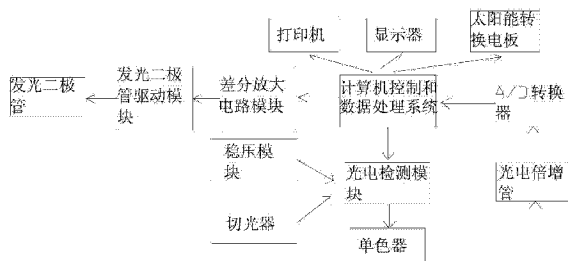 打印机
显示器
太阳能转
换电板
发光二极
管
发光二极
管驱动模
块
差分放大
电路模块
计算机控制和
数据处理系统
A/D转换
器
稳压模
块
光电检测模
块
光电倍增
管
切光器
单色器